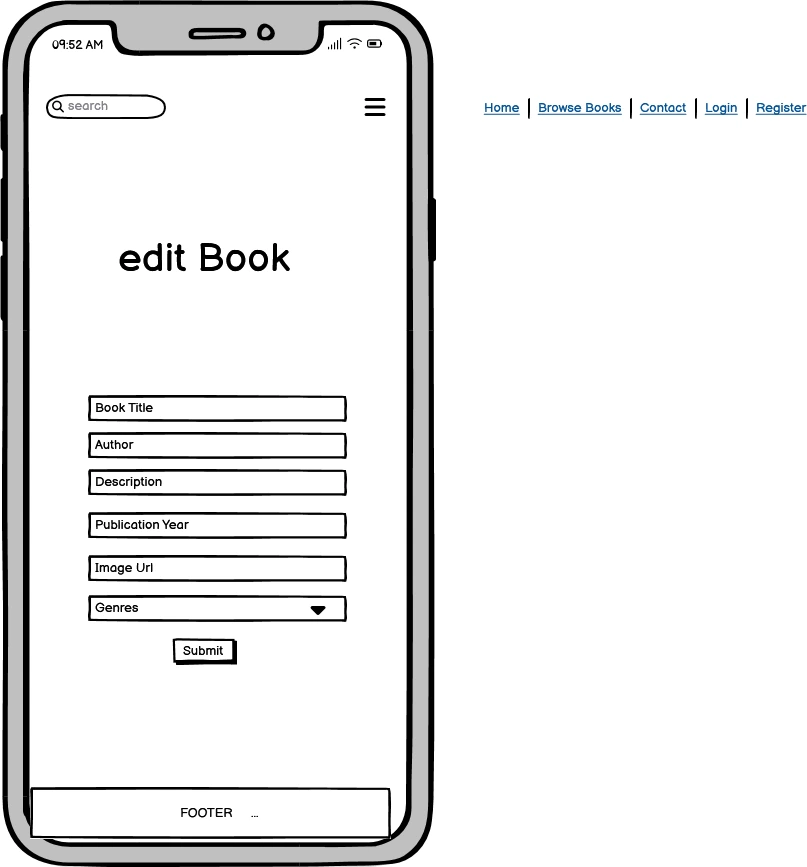 09:52 AM
search
Home | Browse Books | Contact | Login | Register
edit Book
Book Title
Author
Description
Publication Year
Image Url
Genres
Submit
FOOTER ...